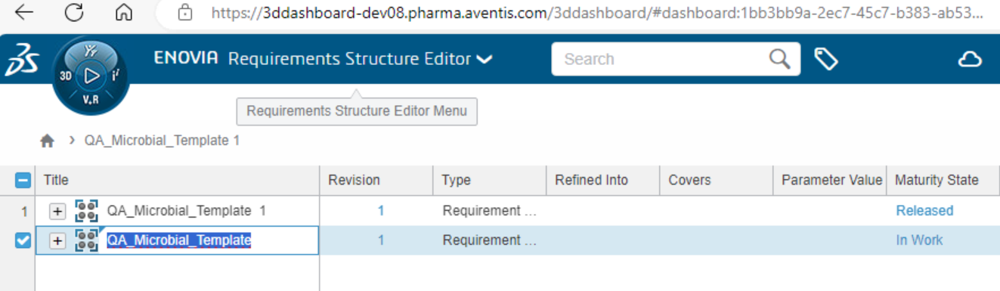 https://3ddashboard-dev08.pharma.aventis.com/3ddashboard/#dashboard:1bb3bb9a-2ec7-45c7-b383-ab53...
3DS 3D i′ V.R ENOVIA Requirements Structure Editor Search
Requirements Structure Editor Menu
QA_Microbial_Template 1
Title Revision Type Refined Into Covers Parameter Value Maturity State
1 QA_Microbial_Template 1 1 Requirement ... Released
QA_Microbial_Template 1 Requirement ... In Work